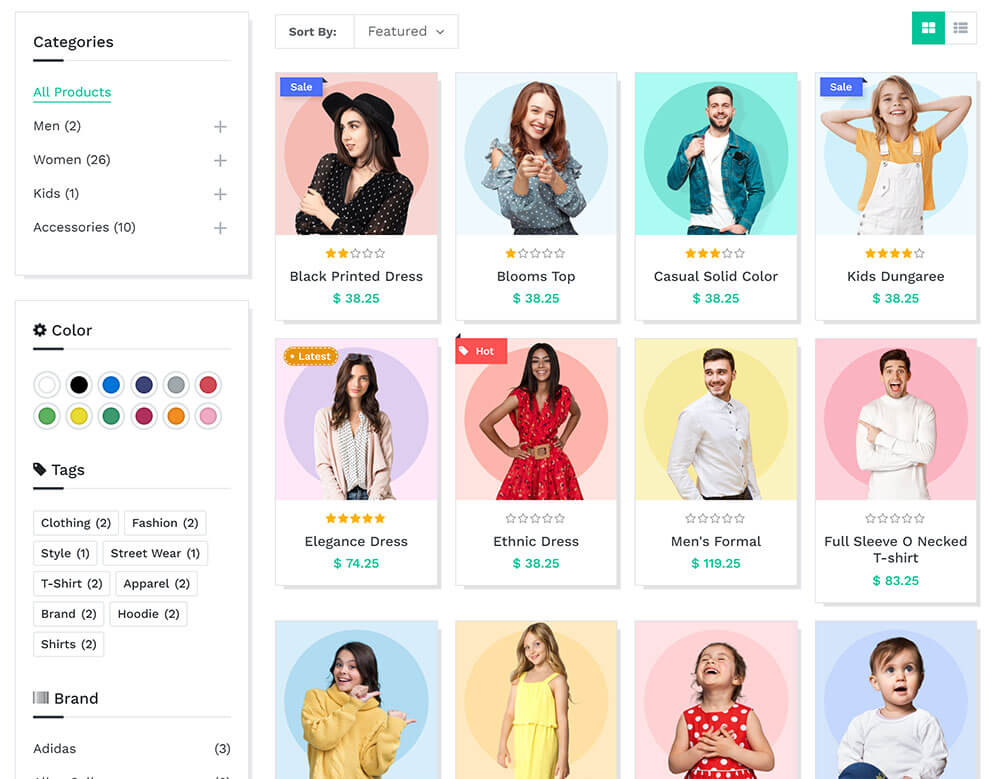 Categories
All Products
Men (2)
Women (26)
Kids (1)
Accessories (10)
Color
Tags
Clothing (2)
Fashion (2)
Style (1)
Street Wear (1)
T-Shirt (2)
Apparel (2)
Brand (2)
Hoodie (2)
Shirts (2)
Brand
Adidas (3)
Sort By:
Featured
Sale
Black Printed Dress
$ 38.25
Blooms Top
$ 38.25
Casual Solid Color
$ 38.25
Sale
Kids Dungaree
$ 38.25
Latest
Elegance Dress
$ 74.25
Hot
Ethnic Dress
$ 38.25
Men's Formal
$ 119.25
Full Sleeve O Necked
T-shirt
$ 83.25